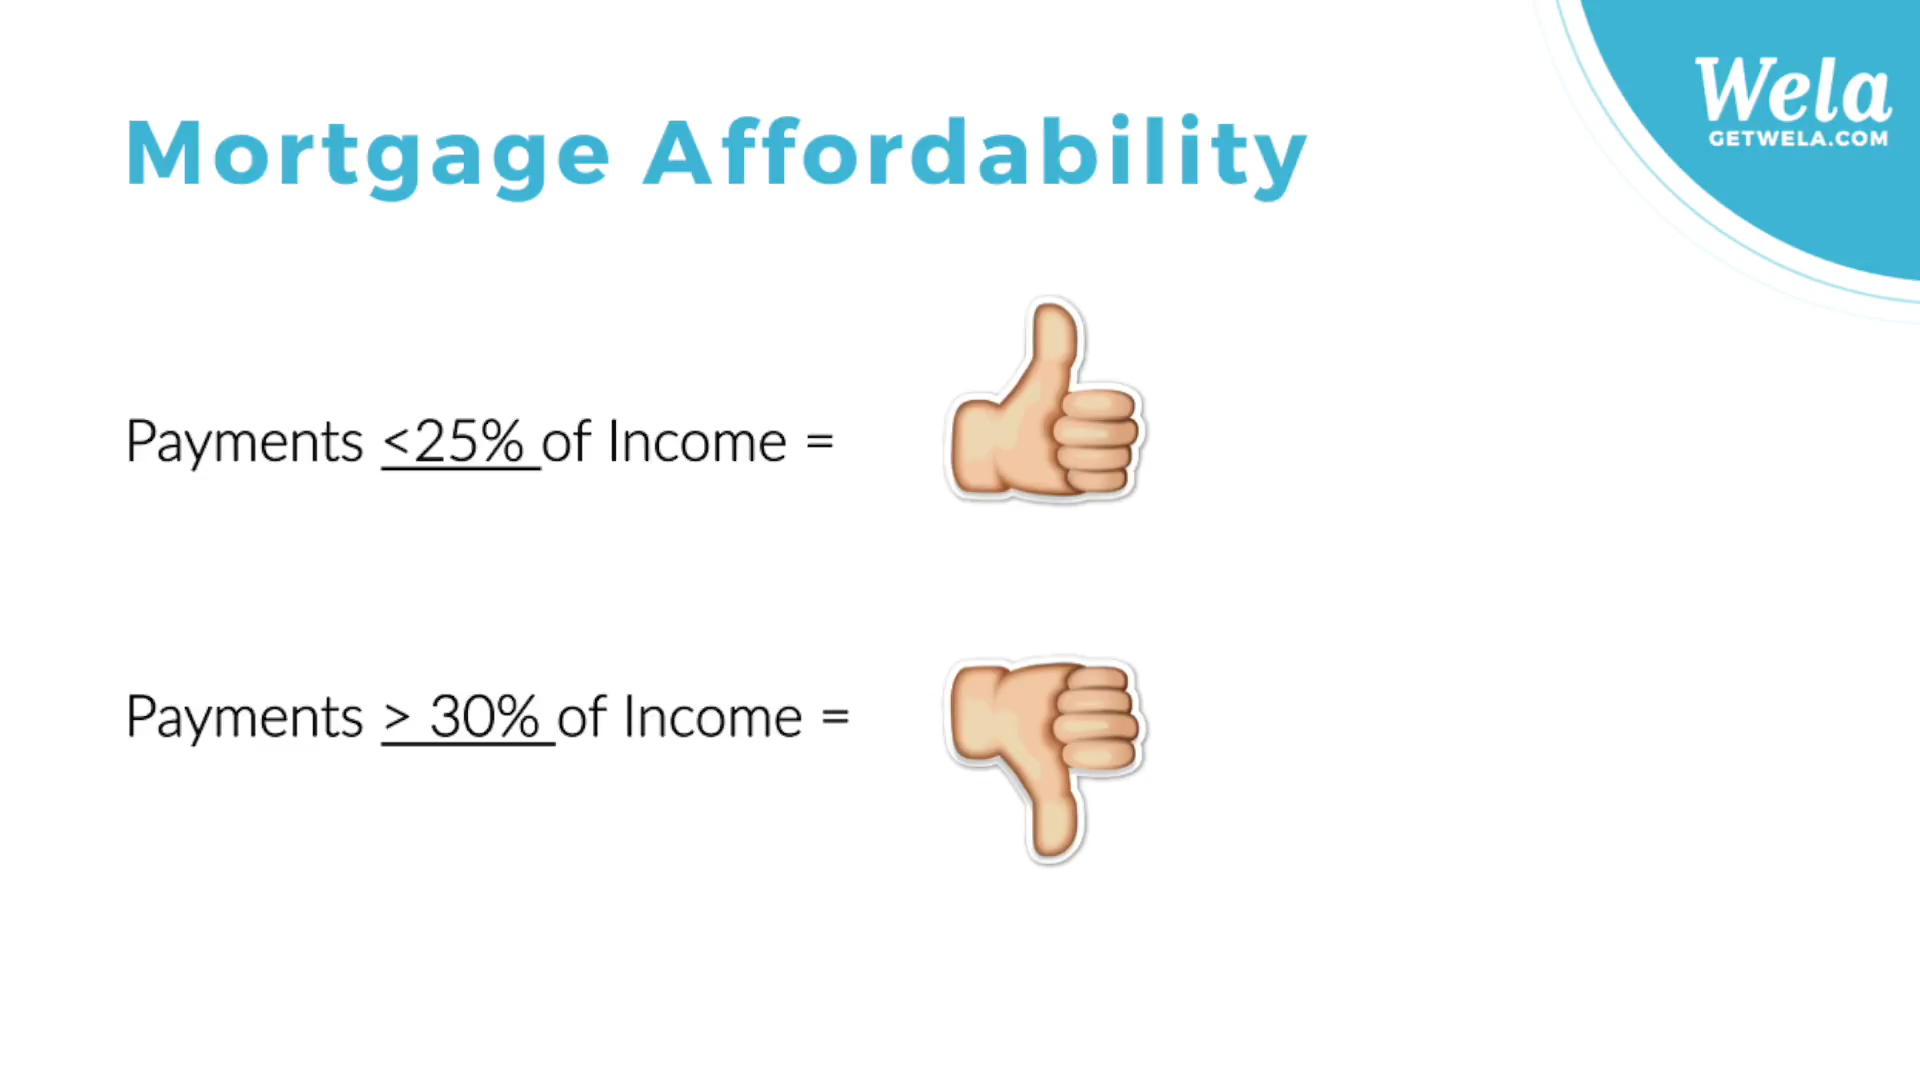 Wela
GETWELA.COM
Mortgage Affordability
Payments <25% of Income =
Payments > 30% of Income =